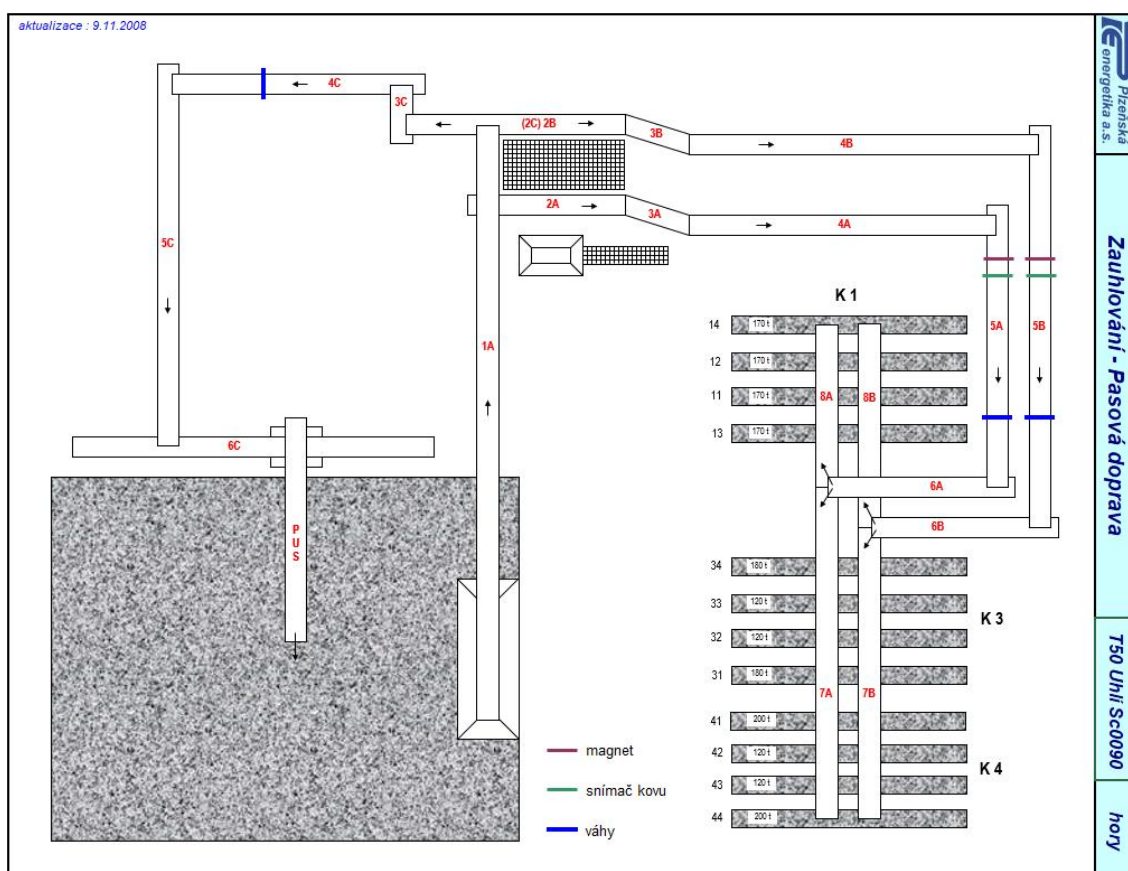 aktualizace : 9.11.2008
4C
3C
(2C) 2B
3B
4B
2A
3A
4A
5C
1A
5A
5B
6C
P
U
S
K 1
14 170 t
12 170 t
11 170 t
8A
8B
13 170 t
6A
6B
34 180 t
33 120 t
K 3
32 120 t
31 180 t
7A
7B
41 200 t
42 120 t
K 4
43 120 t
44 200 t
magnet
snímač kovu
váhy
Plzeňská
energetika a.s.
Zauhlování - Pasová doprava
T50 Uhlí Sc0090
hory